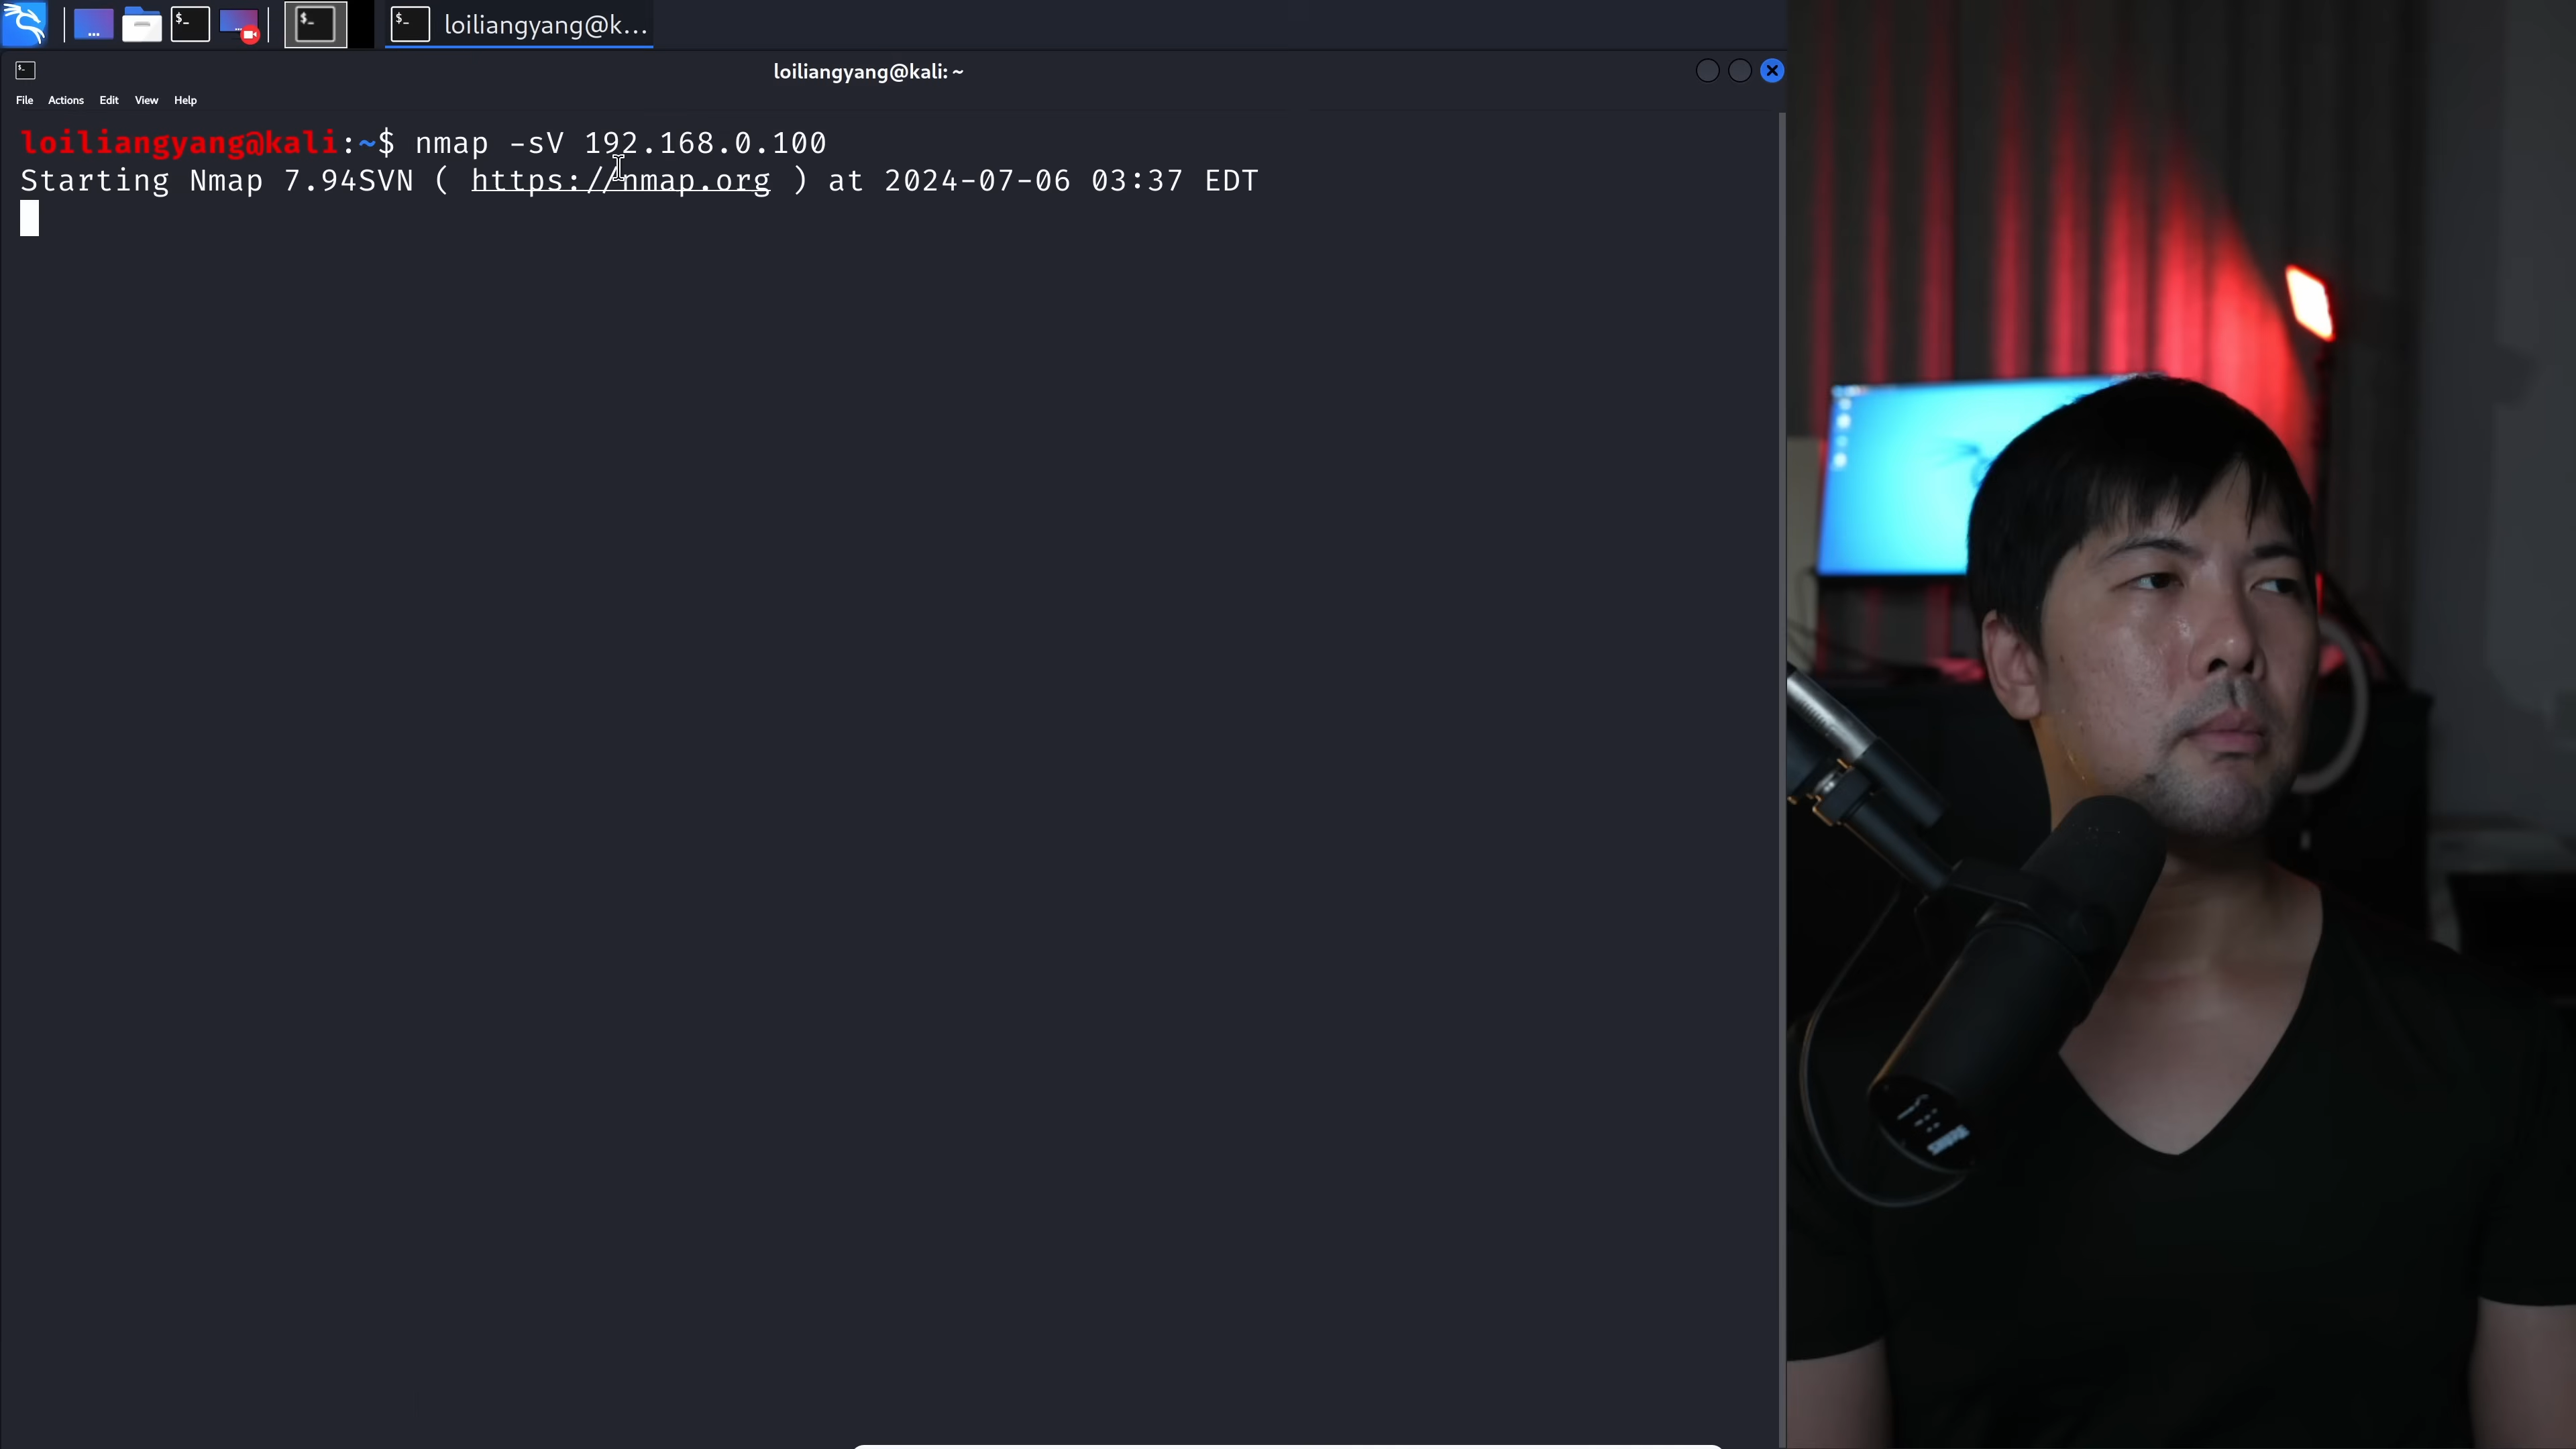 loiliangyang@k...
loiliangyang@kali: ~
File Actions Edit View Help
loiliangyang@kali:~$ nmap -sV 192.168.0.100
Starting Nmap 7.94SVN ( https://nmap.org ) at 2024-07-06 03:37 EDT